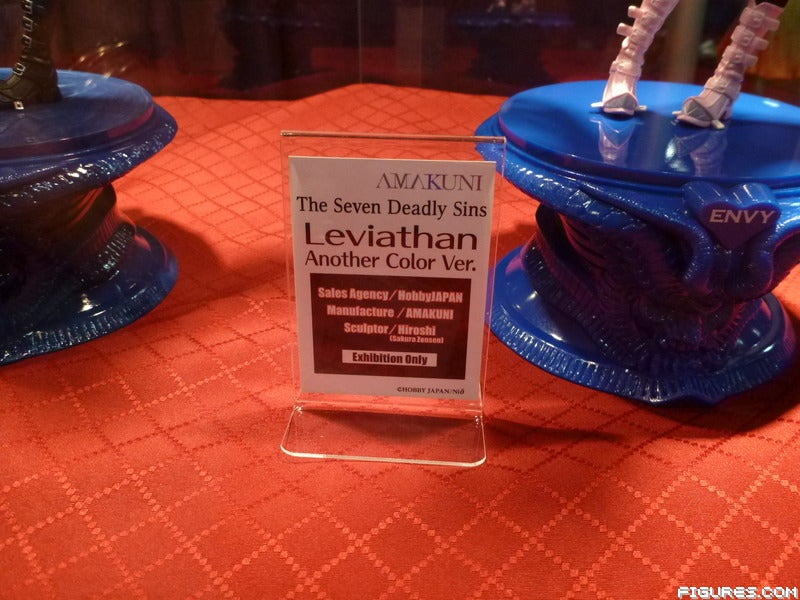 AMAKUNI
The Seven Deadly Sins
Leviathan
Another Color Ver.
Sales Agency／HobbyJAPAN
Manufacture ／AMAKUNI
Sculptor／Hiroshi
(Sakura Zensen)
Exhibition Only
©HOBBY JAPAN/Niθ
ENVY
FIGURES.COM